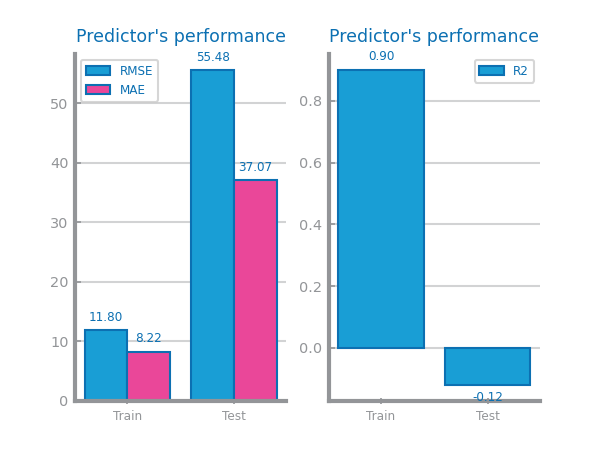 Predictor's performance
55.48
RMSE
MAE
50
40
37.07
30
20
11.80
10
8.22
0
Train
Test
Predictor's performance
0.90
R2
0.8
0.6
0.4
0.2
0.0
-0.12
Train
Test